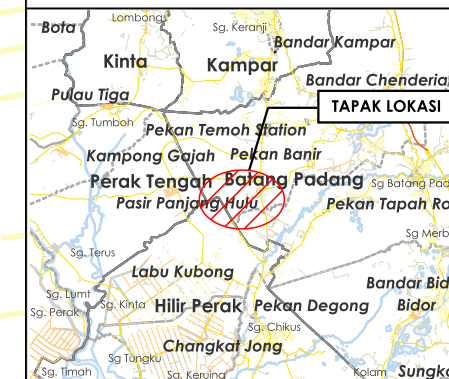 Lombong
Bota
Sg. Keranji
Bandar Kampar
Kinta
Kampar
Bandar Chenderia
Pulau Tiga
TAPAK LOKASI
Sg. Tumboh
Pekan Temoh Station
Kampong Gajah
Pekan Banir
Perak Tengah
Batang Padang
Sg Batang Pad
Pasir Panjang Hulu
Pekan Tapah Ro
Sg Merb
Sg. Terus
Labu Kubong
Bandar Bid
Sg. Lumt
Sg. Kinta
Hilir Perak
Pekan Degong
Bidor
Sg. Perak
Sg. Chikus
Changkat Jong
Sg. Timah
Sg Tungku
Sg. Keruing
Kolam
Sungk